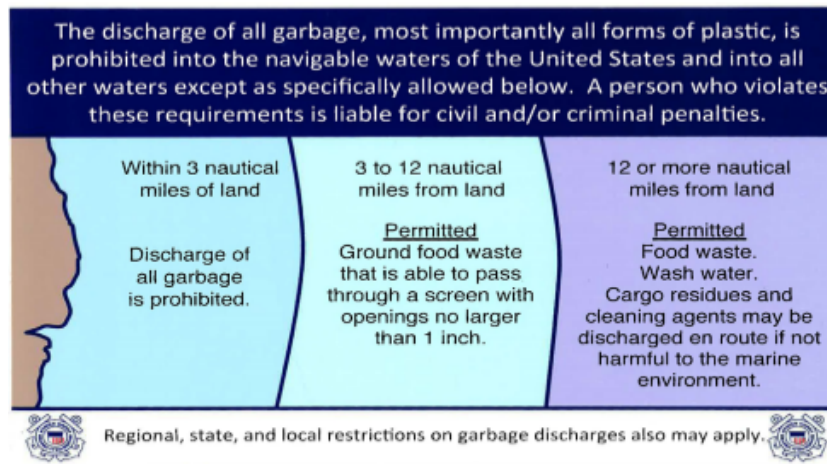 The discharge of all garbage, most importantly all forms of plastic, is
prohibited into the navigable waters of the United States and into all
other waters except as specifically allowed below. A person who violates
these requirements is liable for civil and/or criminal penalties.
Within 3 nautical
miles of land
Discharge of
all garbage
is prohibited.
3 to 12 nautical
miles from land
Permitted
Ground food waste
that is able to pass
through a screen with
openings no larger
than 1 inch.
12 or more nautical
miles from land
Permitted
Food waste.
Wash water.
Cargo residues and
cleaning agents may be
discharged en route if not
harmful to the marine
environment.
Regional, state, and local restrictions on garbage discharges also may apply.